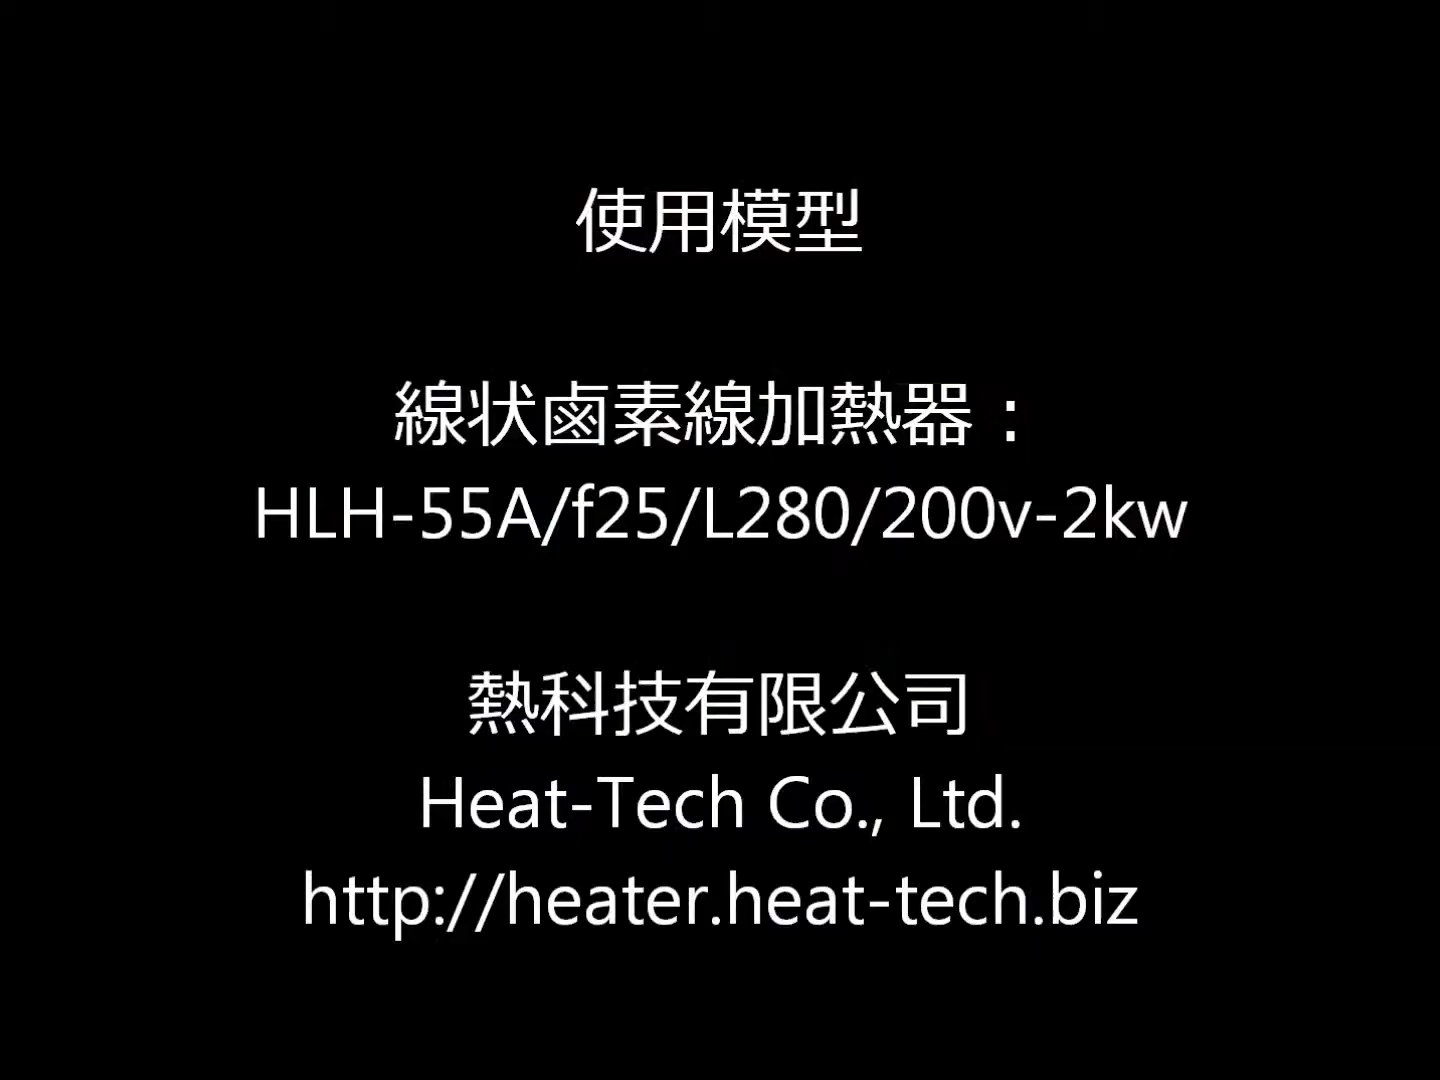 使用模型
線状鹵素線加熱器：
HLH-55A/f25/L280/200v-2kw
熱科技有限公司
Heat-Tech Co., Ltd.
http://heater.heat-tech.biz